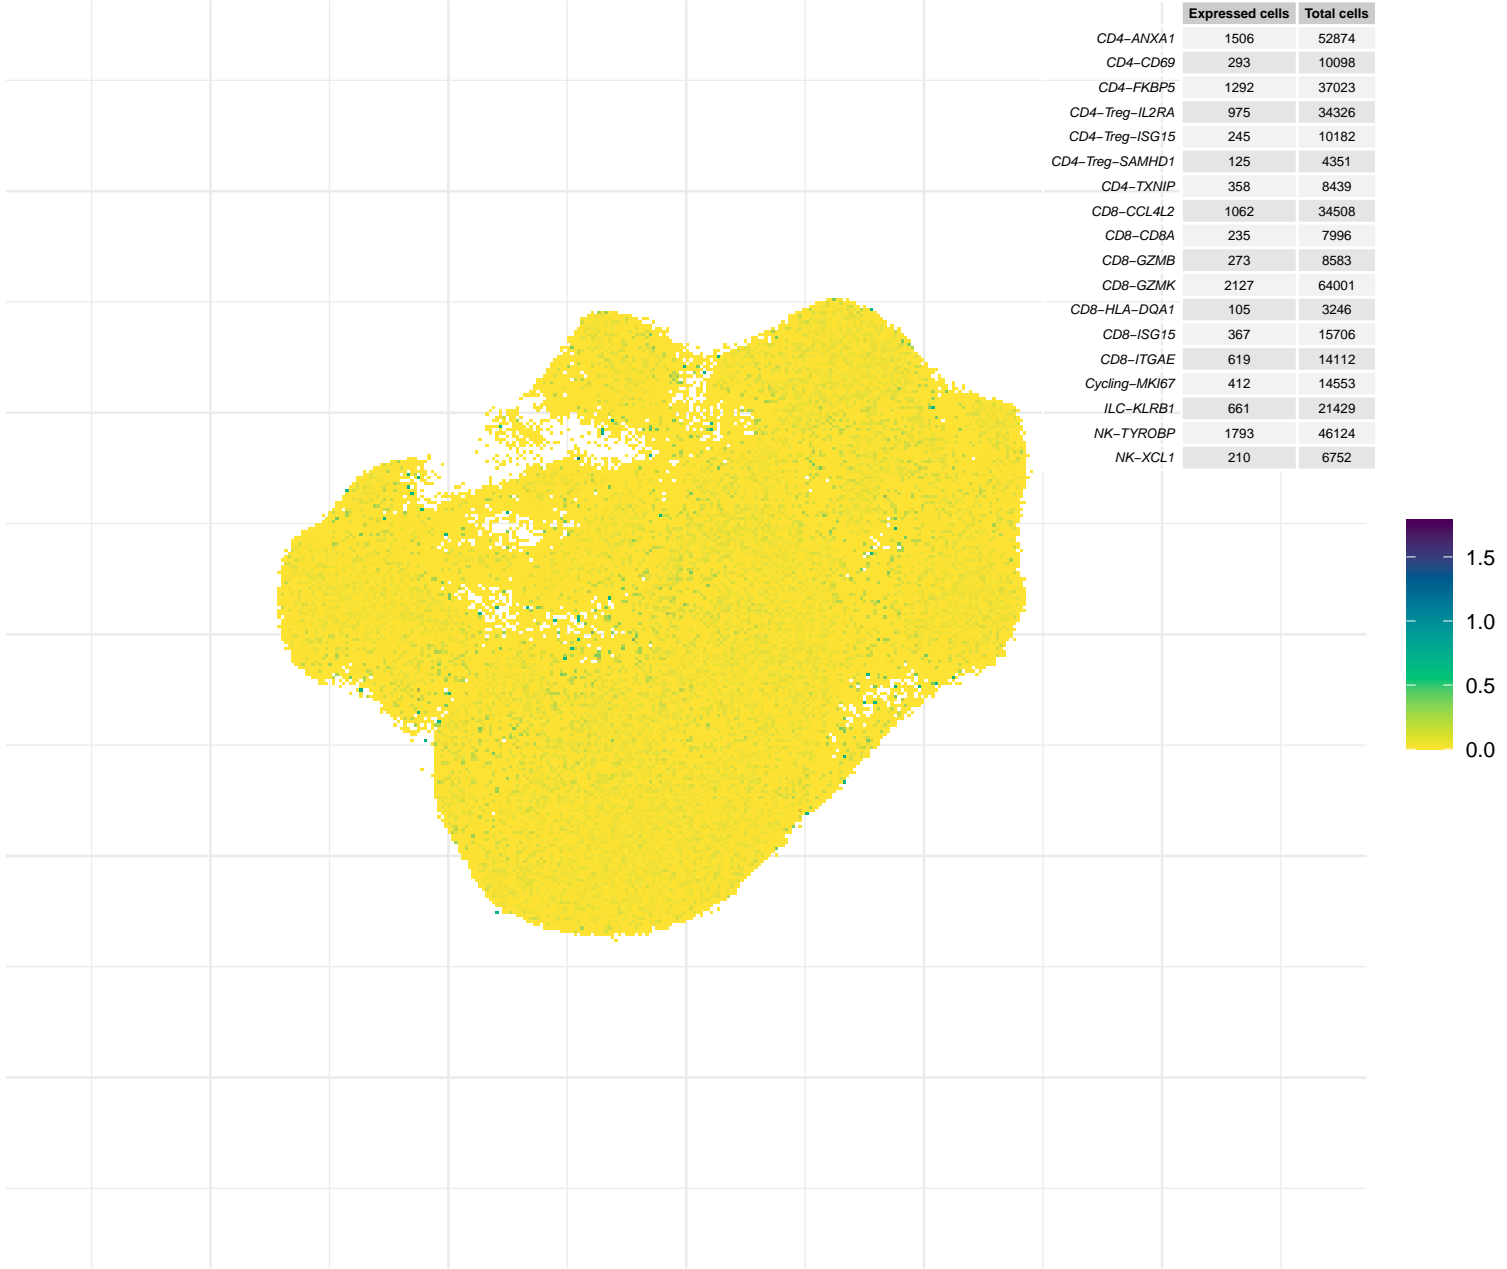 Expressed cells Total cells
CD4−ANXA1 1506 52874
CD4−CD69 293 10098
CD4−FKBP5 1292 37023
CD4−Treg−IL2RA 975 34326
CD4−Treg−ISG15 245 10182
CD4−Treg−SAMHD1 125 4351
CD4−TXNIP 358 8439
CD8−CCL4L2 1062 34508
CD8−CD8A 235 7996
CD8−GZMB 273 8583
CD8−GZMK 2127 64001
CD8−HLA−DQA1 105 3246
CD8−ISG15 367 15706
CD8−ITGAE 619 14112
Cycling−MKI67 412 14553
ILC−KLRB1 661 21429
NK−TYROBP 1793 46124
NK−XCL1 210 6752
1.5
1.0
0.5
0.0